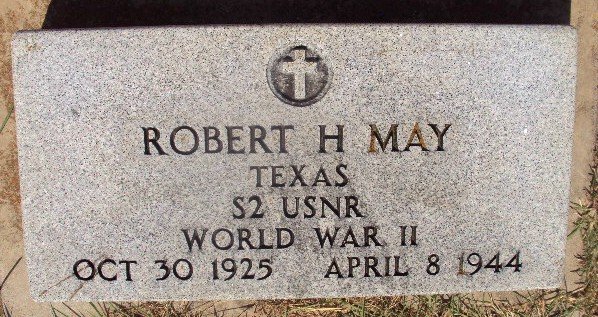 ROBERT H MAY
TEXAS
S2 USNR
WORLD WAR II
OCT 30 1925 APRIL 8 1944